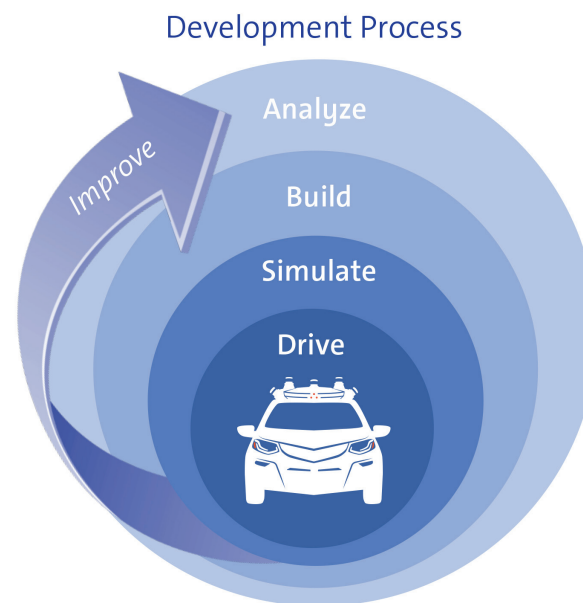 Development Process
Analyze
Improve
Build
Simulate
Drive